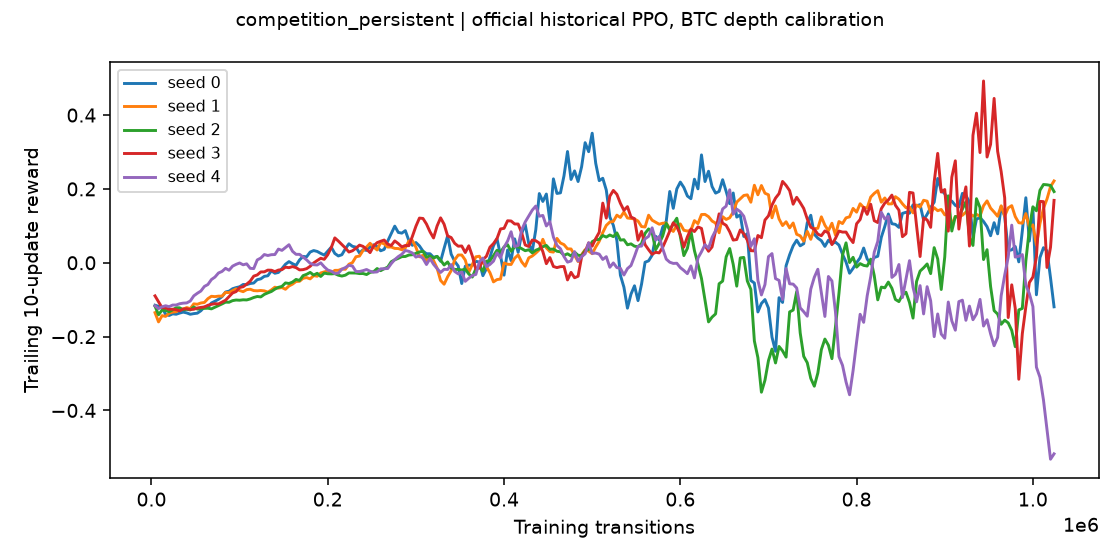 competition_persistent | official historical PPO, BTC depth calibration
seed 0
seed 1
seed 2
seed 3
seed 4
Trailing 10-update reward
0.4
0.2
0.0
−0.2
−0.4
0.0 0.2 0.4 0.6 0.8 1.0
1e6
Training transitions